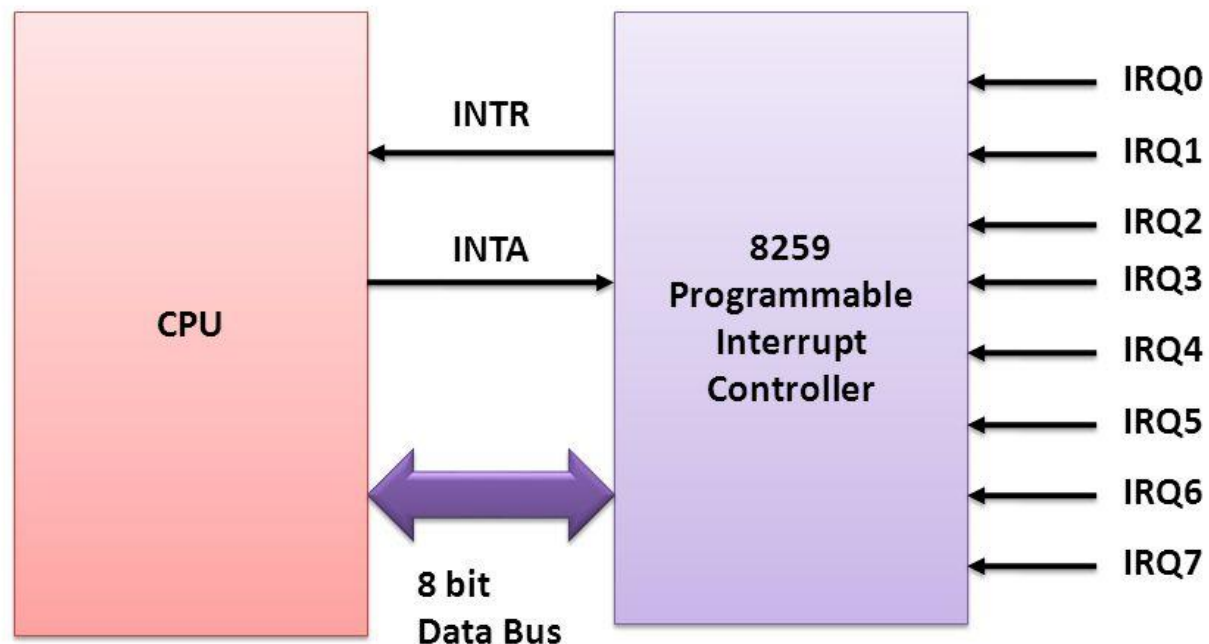 CPU
INTR
INTA
8 bit
Data Bus
8259
Programmable
Interrupt
Controller
IRQ0
IRQ1
IRQ2
IRQ3
IRQ4
IRQ5
IRQ6
IRQ7